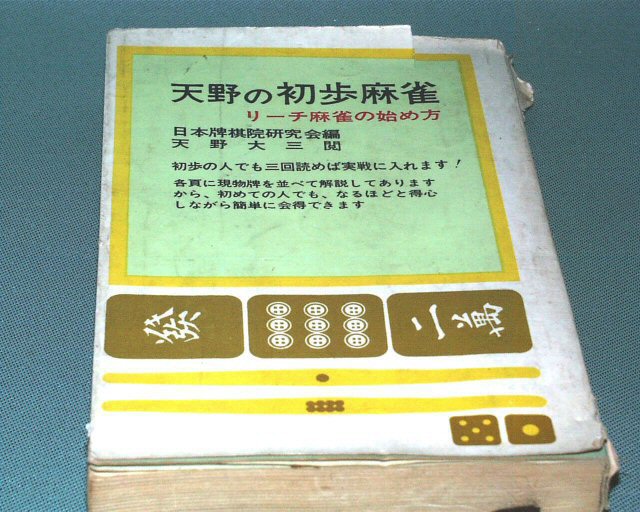 天野の初歩麻雀
リーチ麻雀の始め方
日本牌棋院研究会編
天野大三閲
初歩の人でも三回読めば実戦に入れます！
各頁に現物牌を並べて解説してあります
から、初めての人でも、なるほどと得心
しながら簡単に会得できます
發
二萬